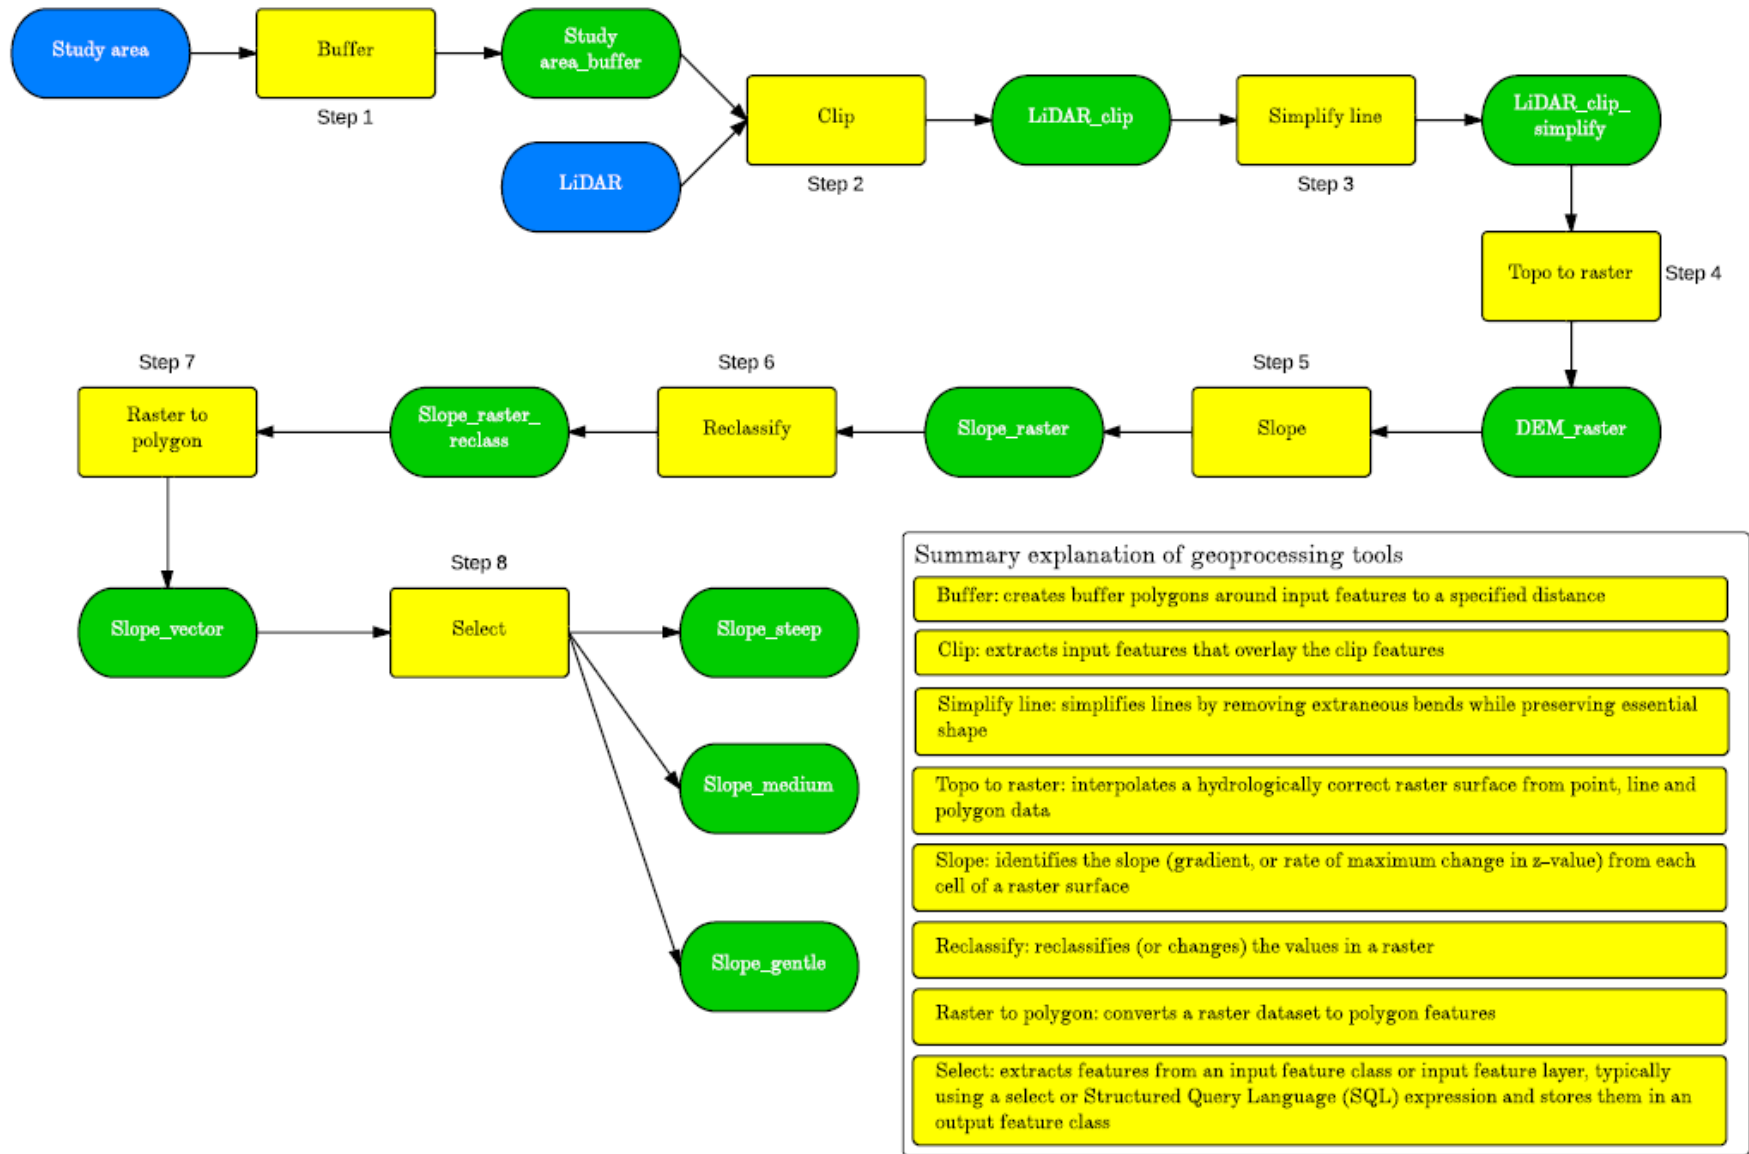 Study area
Buffer
Step 1
Study
area_buffer
LiDAR
Clip
Step 2
LiDAR_clip
Simplify line
Step 3
LiDAR_clip_
simplify
Topo to raster
Step 4
DEM_raster
Step 5
Slope
Slope_raster
Step 6
Reclassify
Slope_raster_
reclass
Step 7
Raster to
polygon
Slope_vector
Step 8
Select
Slope_steep
Slope_medium
Slope_gentle
Summary explanation of geoprocessing tools
Buffer: creates buffer polygons around input features to a specified distance
Clip: extracts input features that overlay the clip features
Simplify line: simplifies lines by removing extraneous bends while preserving essential
shape
Topo to raster: interpolates a hydrologically correct raster surface from point, line and
polygon data
Slope: identifies the slope (gradient, or rate of maximum change in z-value) from each
cell of a raster surface
Reclassify: reclassifies (or changes) the values in a raster
Raster to polygon: converts a raster dataset to polygon features
Select: extracts features from an input feature class or input feature layer, typically
using a select or Structured Query Language (SQL) expression and stores them in an
output feature class